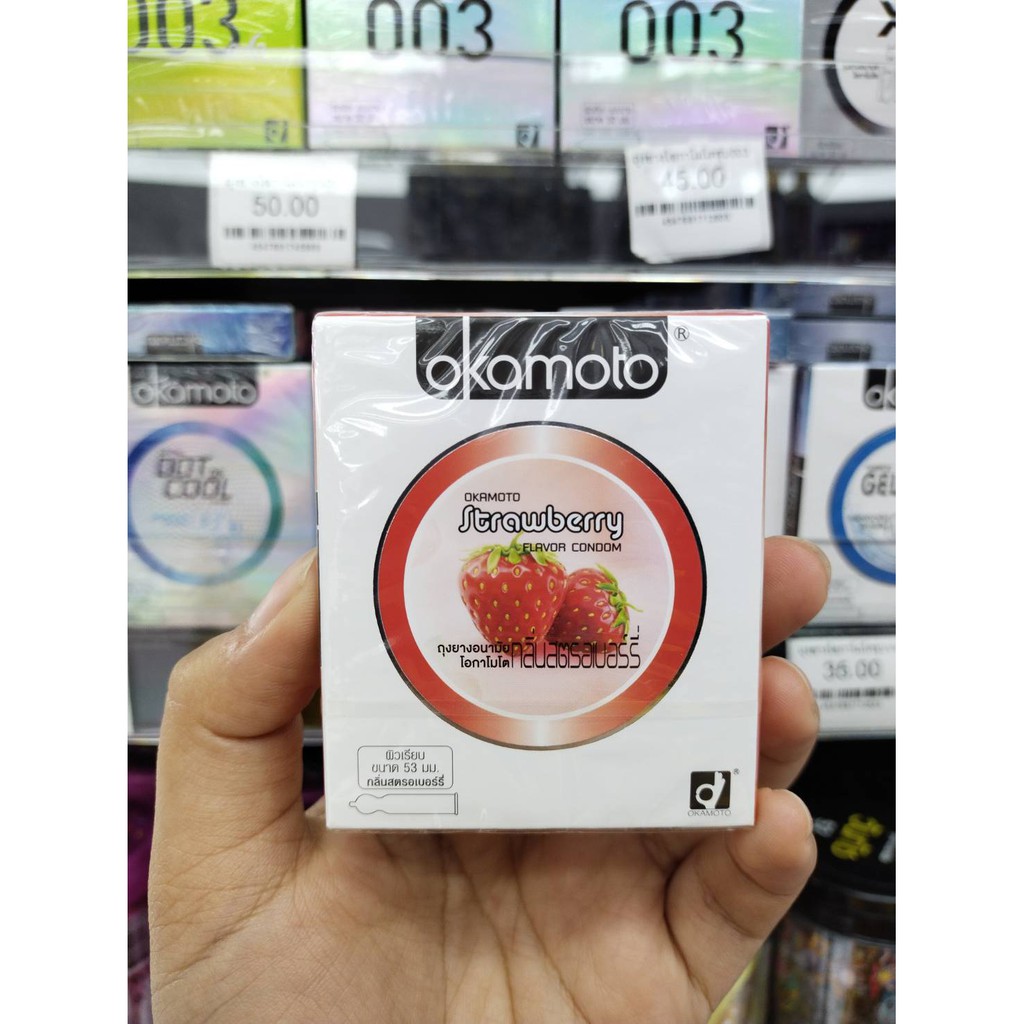 003
003
003
50.00
45.00
okamoto®
okamoto
DOT
COOL
OKAMOTO
Strawberry
FLAVOR CONDOM
ถุงยางอนามัย
โอกาโมโต กลิ่นสตรอเบอร์รี่
ผิวเรียบ
ขนาด 53 มม.
กลิ่นสตรอเบอร์รี่
OKAMOTO
GEL
35.00